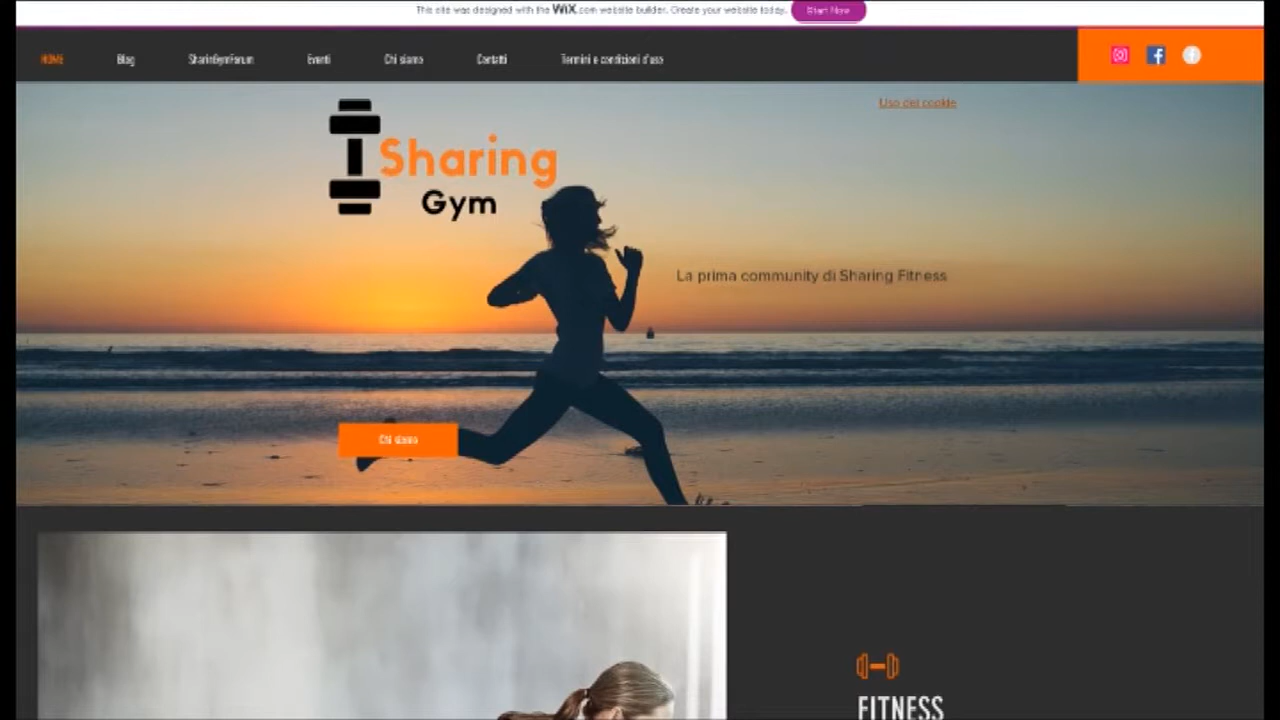 This site was designed with the WiX.com website builder. Create your website today. Start Now
HOME Blog SharinGymForum Eventi Chi siamo Contatti Termini e condizioni d'uso
Uso dei cookie
Sharing
Gym
La prima community di Sharing Fitness
Chi siamo
FITNESS